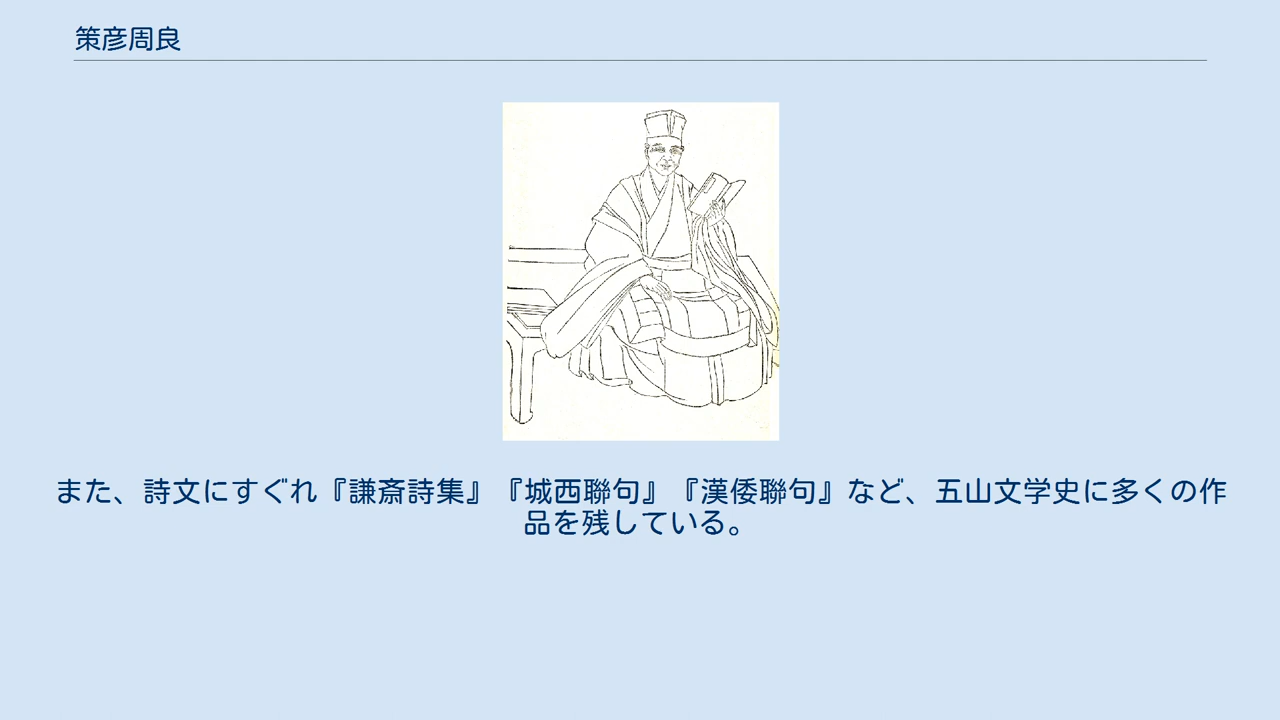 策彦周良
また、詩文にすぐれ『謙斎詩集』『城西聯句』『漢倭聯句』など、五山文学史に多くの作
品を残している。